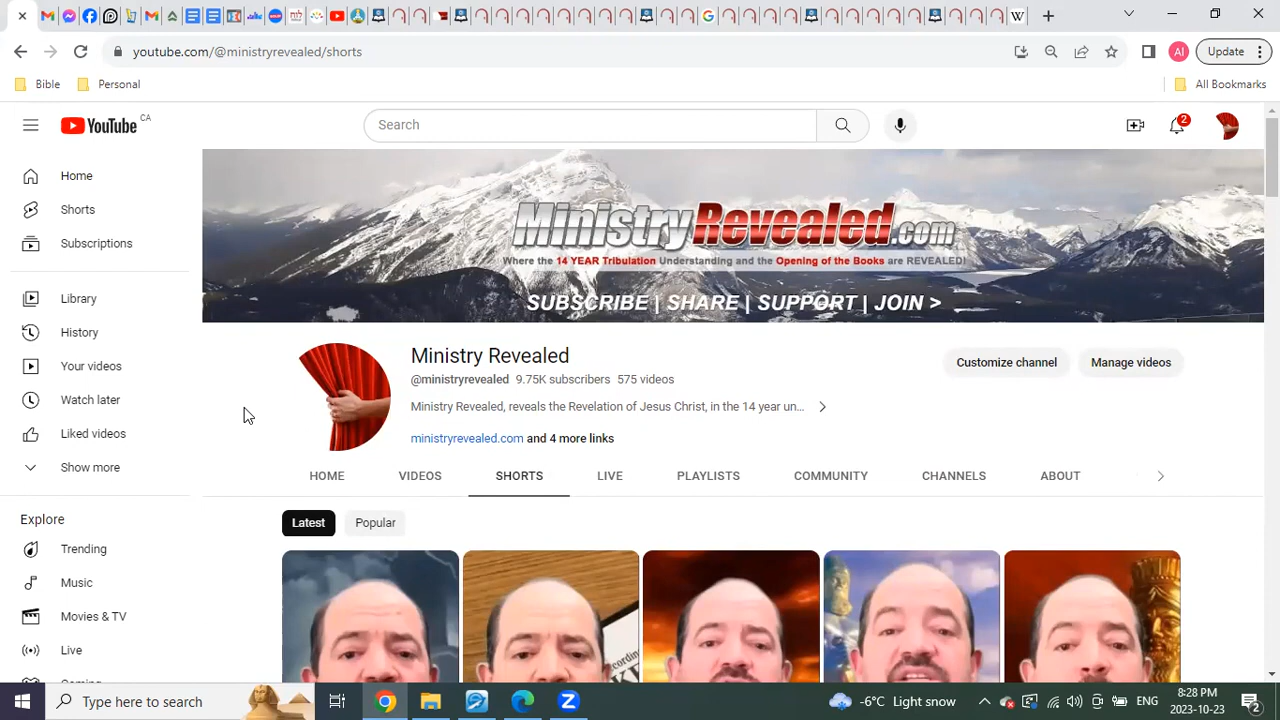 youtube.com/@ministryrevealed/shorts
AI
Update
Bible
Personal
All Bookmarks
YouTube CA
Search
2
Home
Shorts
Subscriptions
Library
History
Your videos
Watch later
Liked videos
Show more
Explore
Trending
Music
Movies & TV
Live
MinistryRevealed.com
Where the 14 YEAR Tribulation Understanding and the Opening of the Books are REVEALED!
SUBSCRIBE | SHARE | SUPPORT | JOIN >
Ministry Revealed
@ministryrevealed 9.75K subscribers 575 videos
Ministry Revealed, reveals the Revelation of Jesus Christ, in the 14 year un...
ministryrevealed.com and 4 more links
Customize channel
Manage videos
HOME
VIDEOS
SHORTS
LIVE
PLAYLISTS
COMMUNITY
CHANNELS
ABOUT
Latest
Popular
Type here to search
-6°C Light snow
ENG
8:28 PM
2023-10-23
2